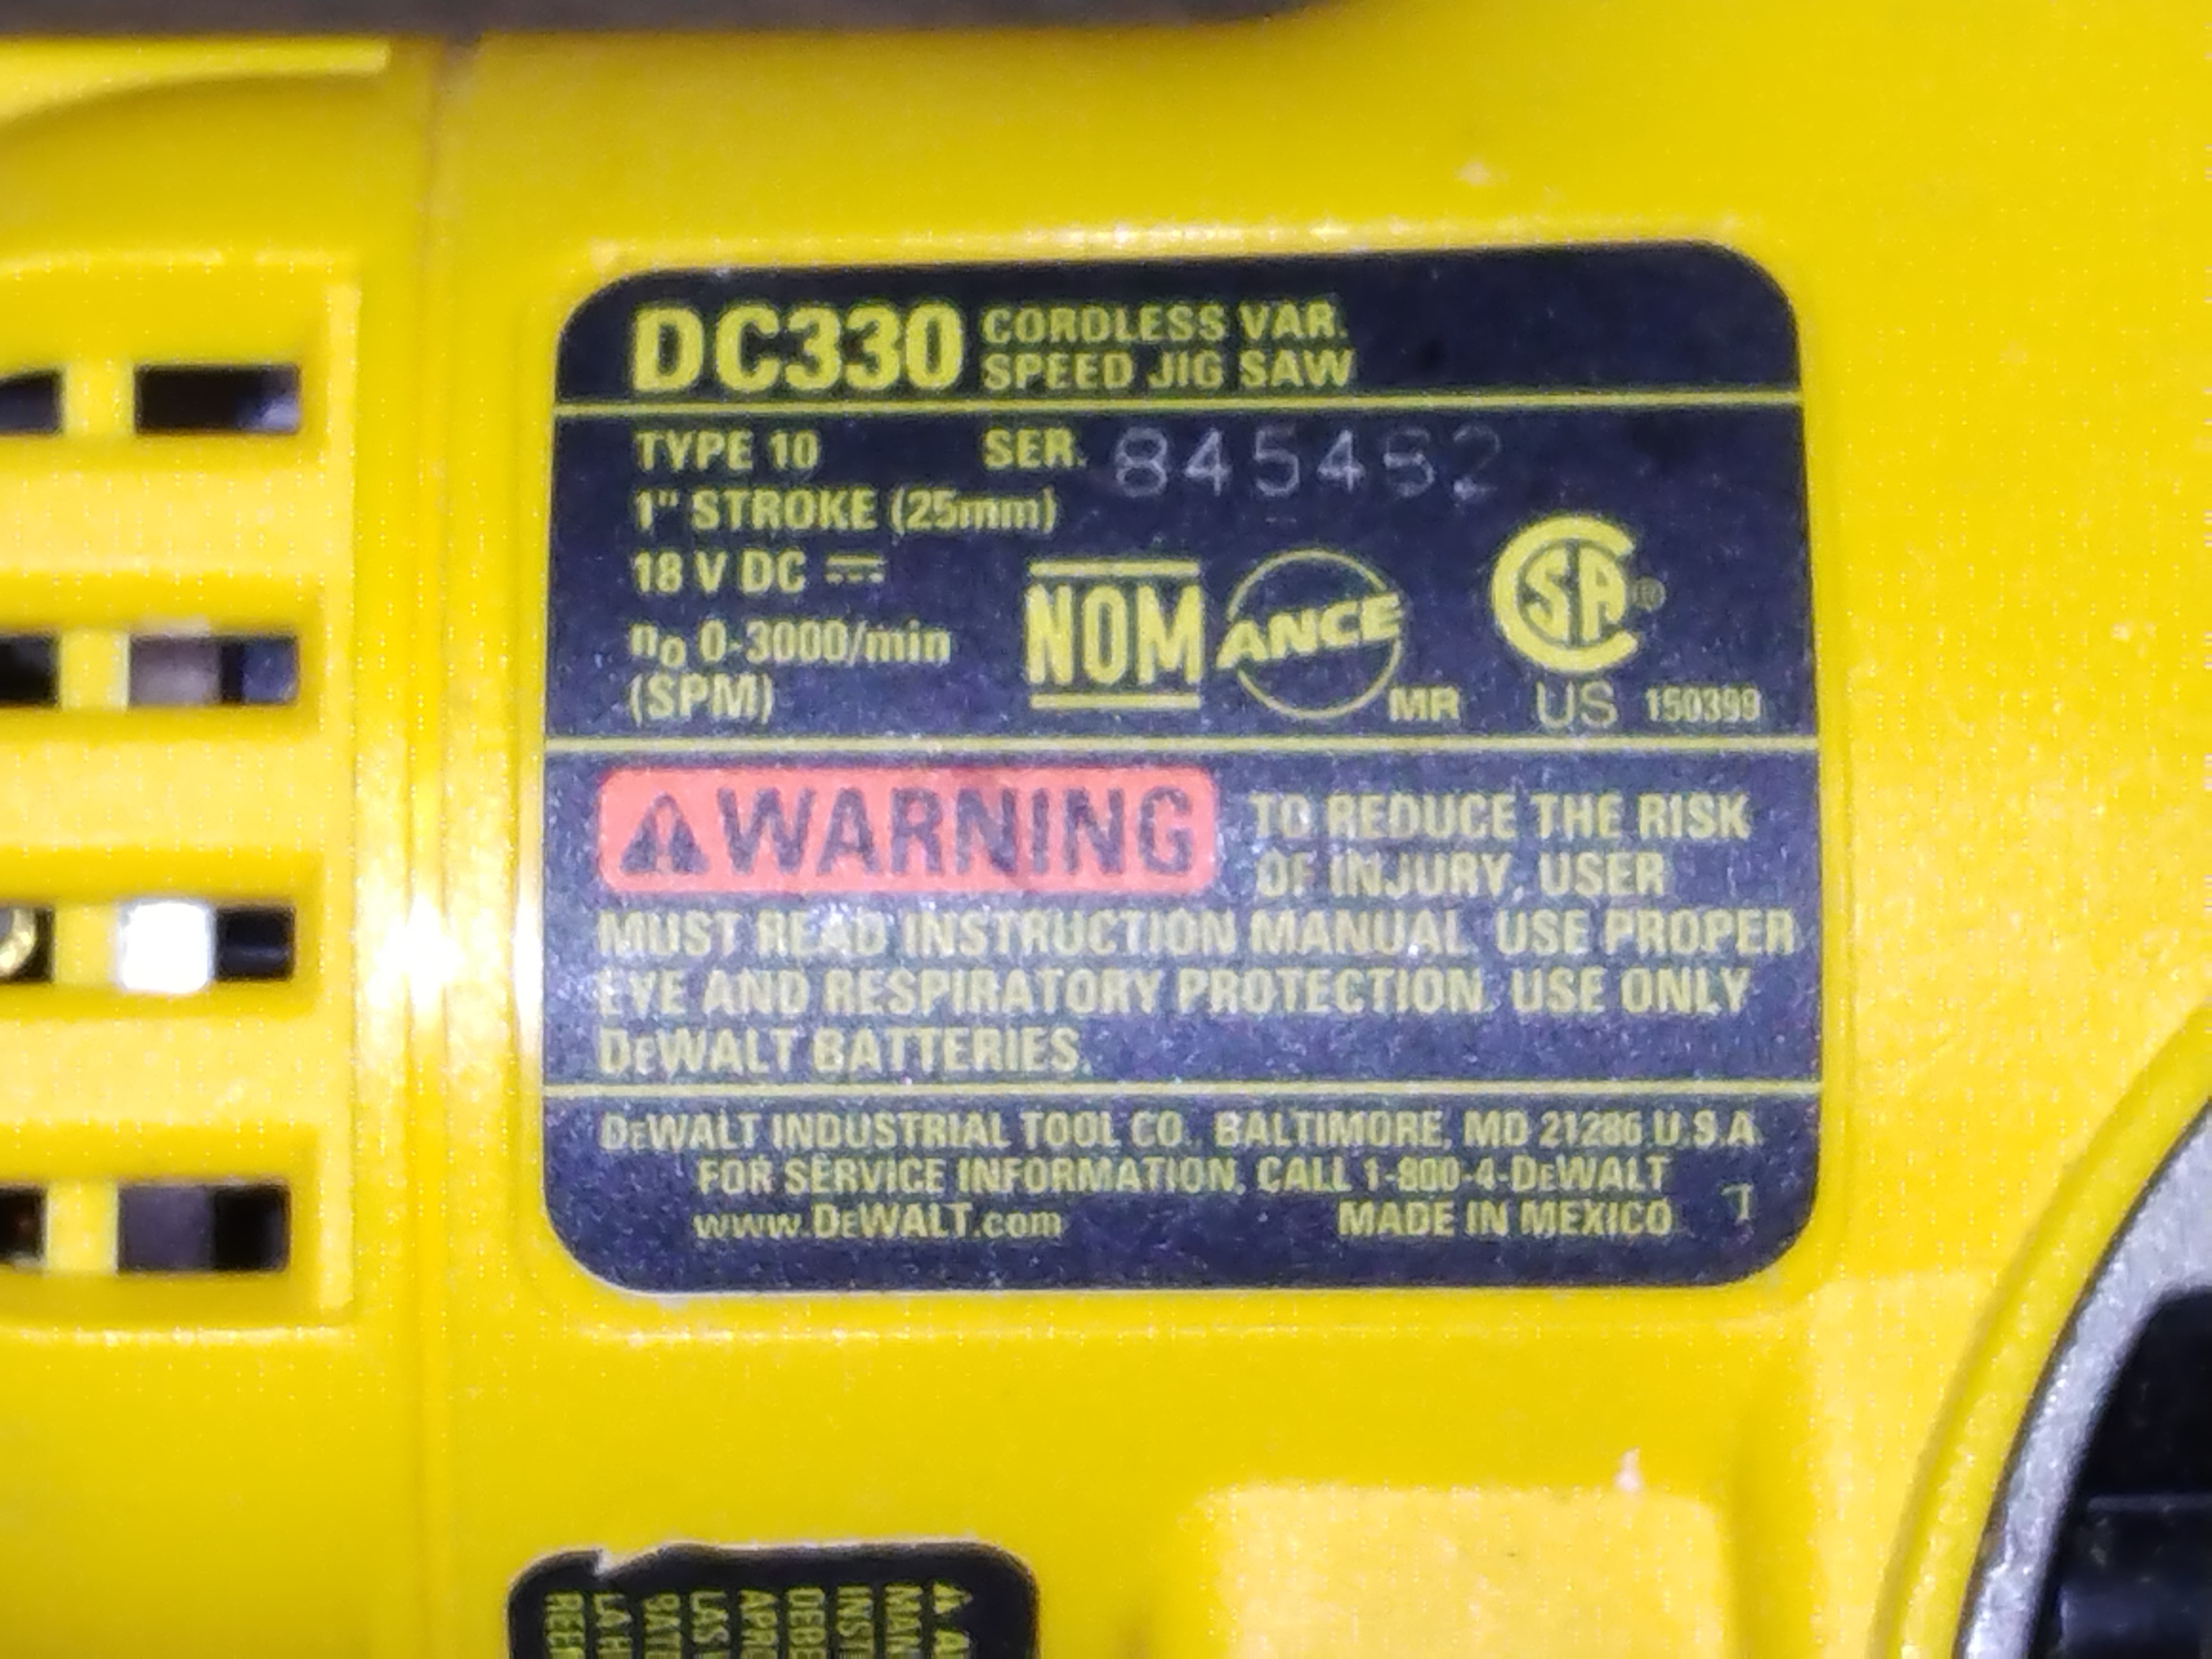 DC330 CORDLESS VAR.
SPEED JIG SAW
TYPE 10 SER.
1" STROKE (25mm)
18 V DC
no 0-3000/min
(SPM)
NOM ANCE MR
SA ®
US 150399
⚠WARNING TO REDUCE THE RISK
OF INJURY, USER
MUST READ INSTRUCTION MANUAL. USE PROPER
EYE AND RESPIRATORY PROTECTION. USE ONLY
DEWALT BATTERIES.
DEWALT INDUSTRIAL TOOL CO., BALTIMORE, MD 21286 U.S.A.
FOR SERVICE INFORMATION, CALL 1-800-4-DEWALT
www.DEWALT.com MADE IN MEXICO
LAS